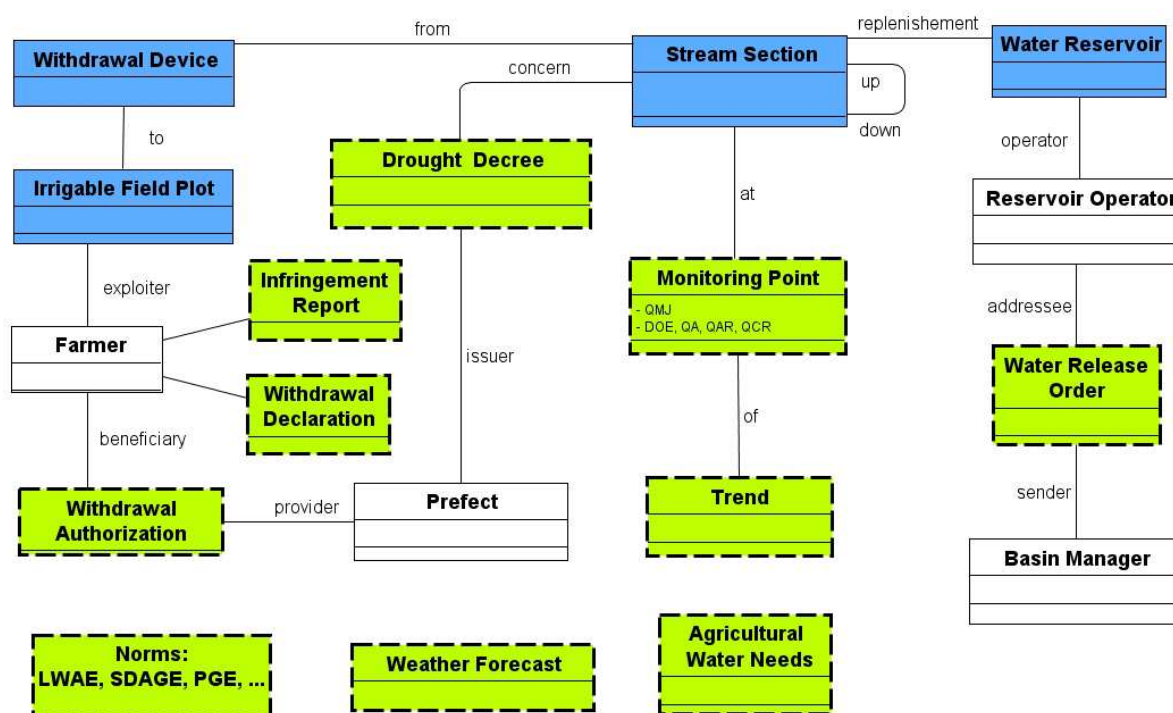 from
replenishement
Withdrawal Device
Stream Section
Water Reservoir
concern
up
down
to
operator
Drought Decree
Irrigable Field Plot
at
Reservoir Operator
Infringement
Report
Monitoring Point
- QMJ
- DOE, QA, QAR, QCR
exploiter
addressee
Farmer
issuer
Water Release
Order
Withdrawal
Declaration
of
beneficiary
sender
Withdrawal
Authorization
provider
Prefect
Trend
Basin Manager
Norms:
LWAE, SDAGE, PGE, ...
Weather Forecast
Agricultural
Water Needs